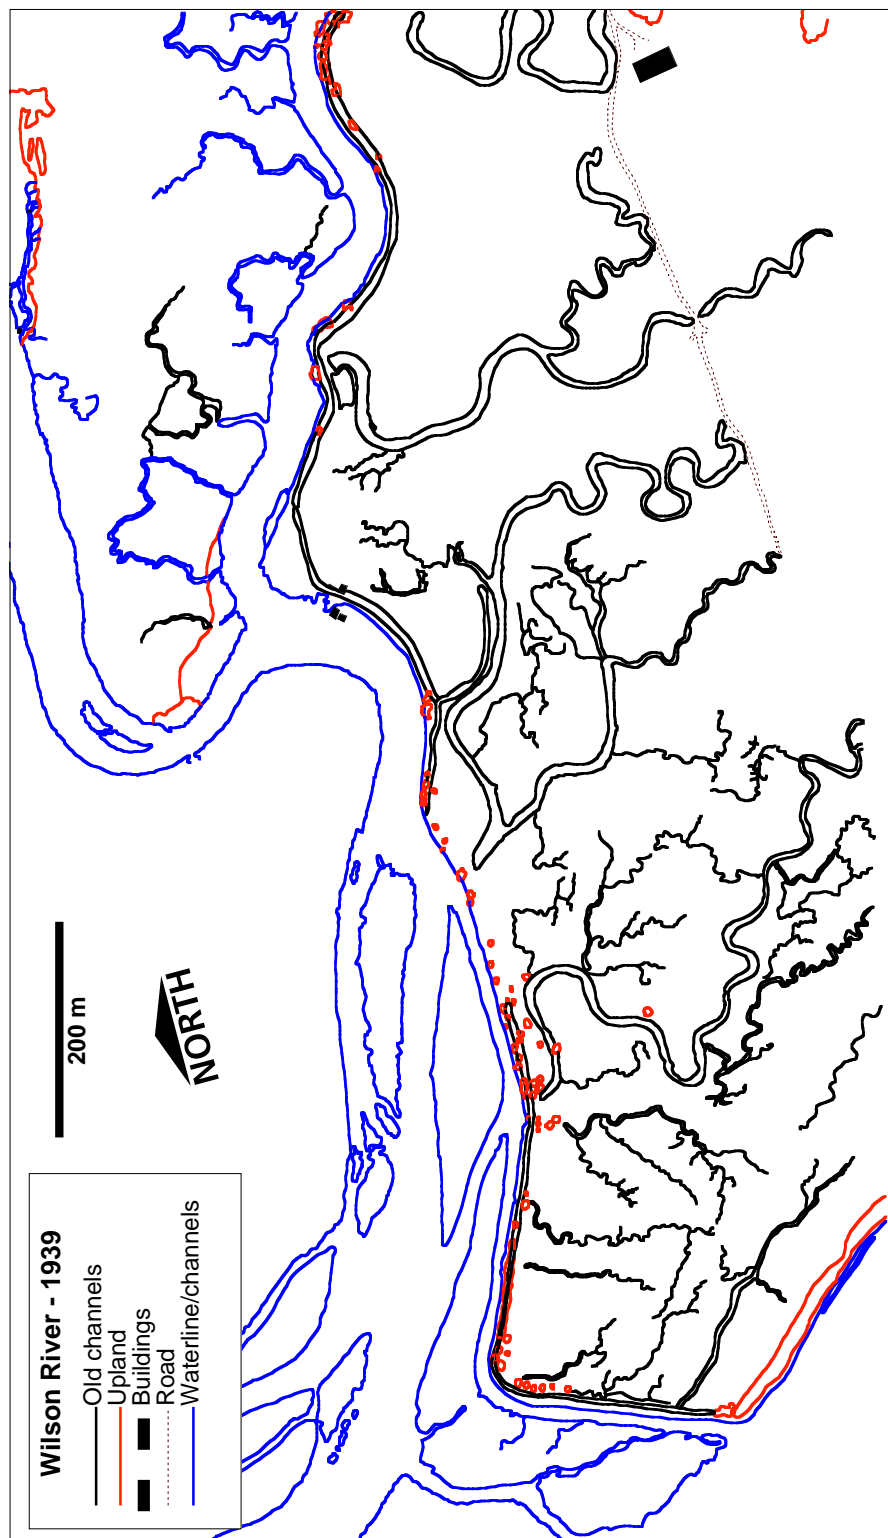 Wilson River - 1939
Old channels
Upland
Buildings
Road
Waterline/channels
200 m
NORTH